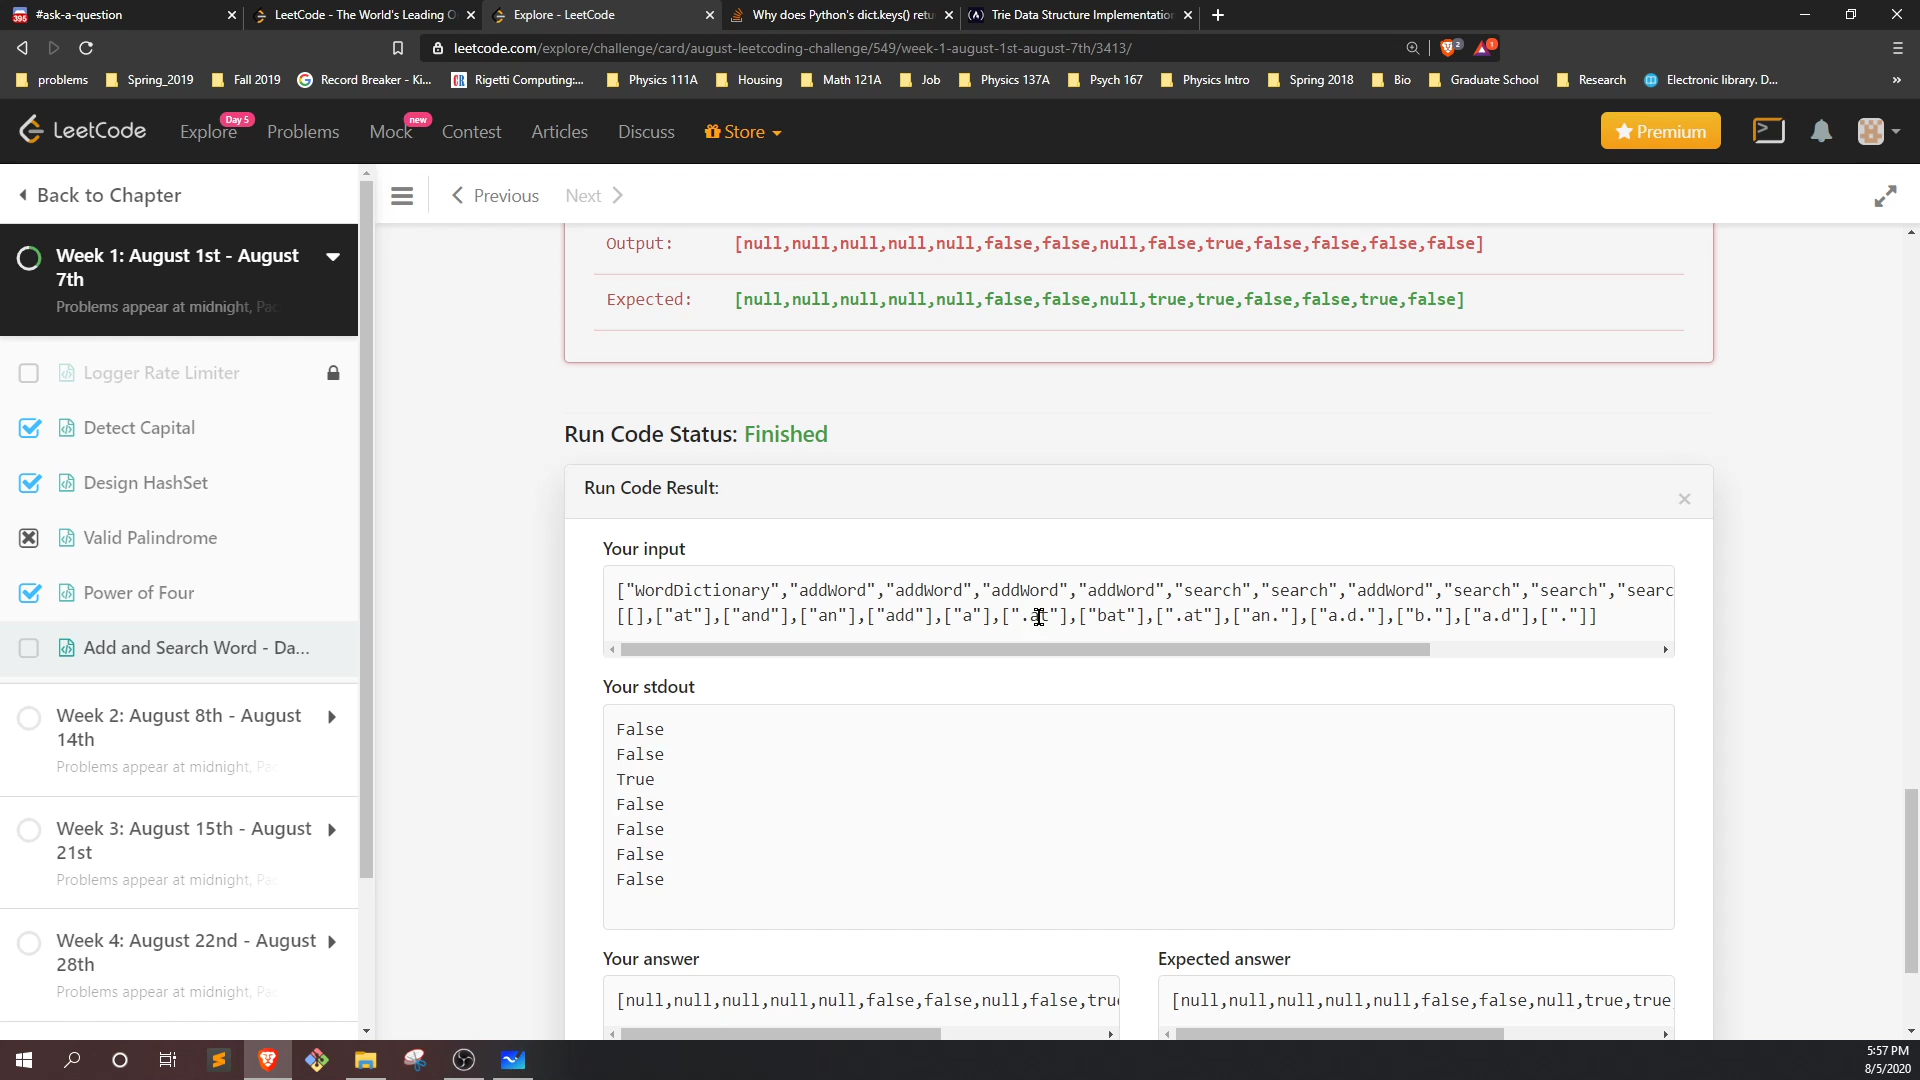 #ask-a-question
LeetCode - The World's Leading O
Explore - LeetCode
Why does Python's dict.keys() retu
Trie Data Structure Implementation
leetcode.com/explore/challenge/card/august-leetcoding-challenge/549/week-1-august-1st-august-7th/3413/
2
1
problems
Spring_2019
Fall 2019
Record Breaker - Ki...
Rigetti Computing:...
Physics 111A
Housing
Math 121A
Job
Physics 137A
Psych 167
Physics Intro
Spring 2018
Bio
Graduate School
Research
Electronic library. D...
LeetCode
Explore
Day 5
Problems
Mock
new
Contest
Articles
Discuss
Store
Premium
Back to Chapter
Previous
Next
Week 1: August 1st - August
7th
Problems appear at midnight, Pac
Logger Rate Limiter
Detect Capital
Design HashSet
Valid Palindrome
Power of Four
Add and Search Word - Da...
Week 2: August 8th - August
14th
Problems appear at midnight, Pac
Week 3: August 15th - August
21st
Problems appear at midnight, Pac
Week 4: August 22nd - August
28th
Problems appear at midnight, Pac
Output: [null,null,null,null,null,false,false,null,false,true,false,false,false,false]
Expected: [null,null,null,null,null,false,false,null,true,true,false,false,true,false]
Run Code Status: Finished
Run Code Result:
Your input
["WordDictionary","addWord","addWord","addWord","addWord","search","search","addWord","search","search","searc
[[],["at"],["and"],["an"],["add"],["a"],[".at"],["bat"],[".at"],["an."],["a.d."],["b."],["a.d"],["."]]
Your stdout
False
False
True
False
False
False
False
Your answer
[null,null,null,null,null,false,false,null,false,tru
Expected answer
[null,null,null,null,null,false,false,null,true,true
5:57 PM
8/5/2020